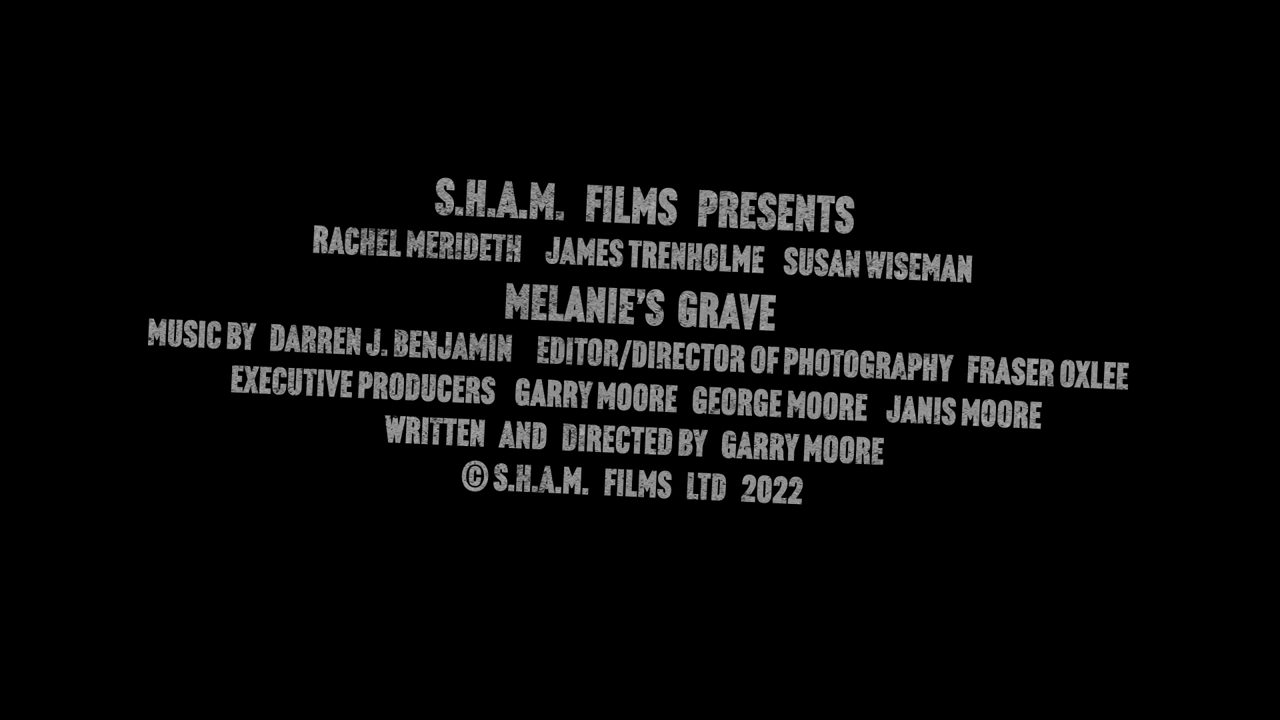 S.H.A.M. FILMS PRESENTS
RACHEL MERIDETH JAMES TRENHOLME SUSAN WISEMAN
MELANIE'S GRAVE
MUSIC BY DARREN J. BENJAMIN EDITOR/DIRECTOR OF PHOTOGRAPHY FRASER OXLEE
EXECUTIVE PRODUCERS GARRY MOORE GEORGE MOORE JANIS MOORE
WRITTEN AND DIRECTED BY GARRY MOORE
© S.H.A.M. FILMS LTD 2022